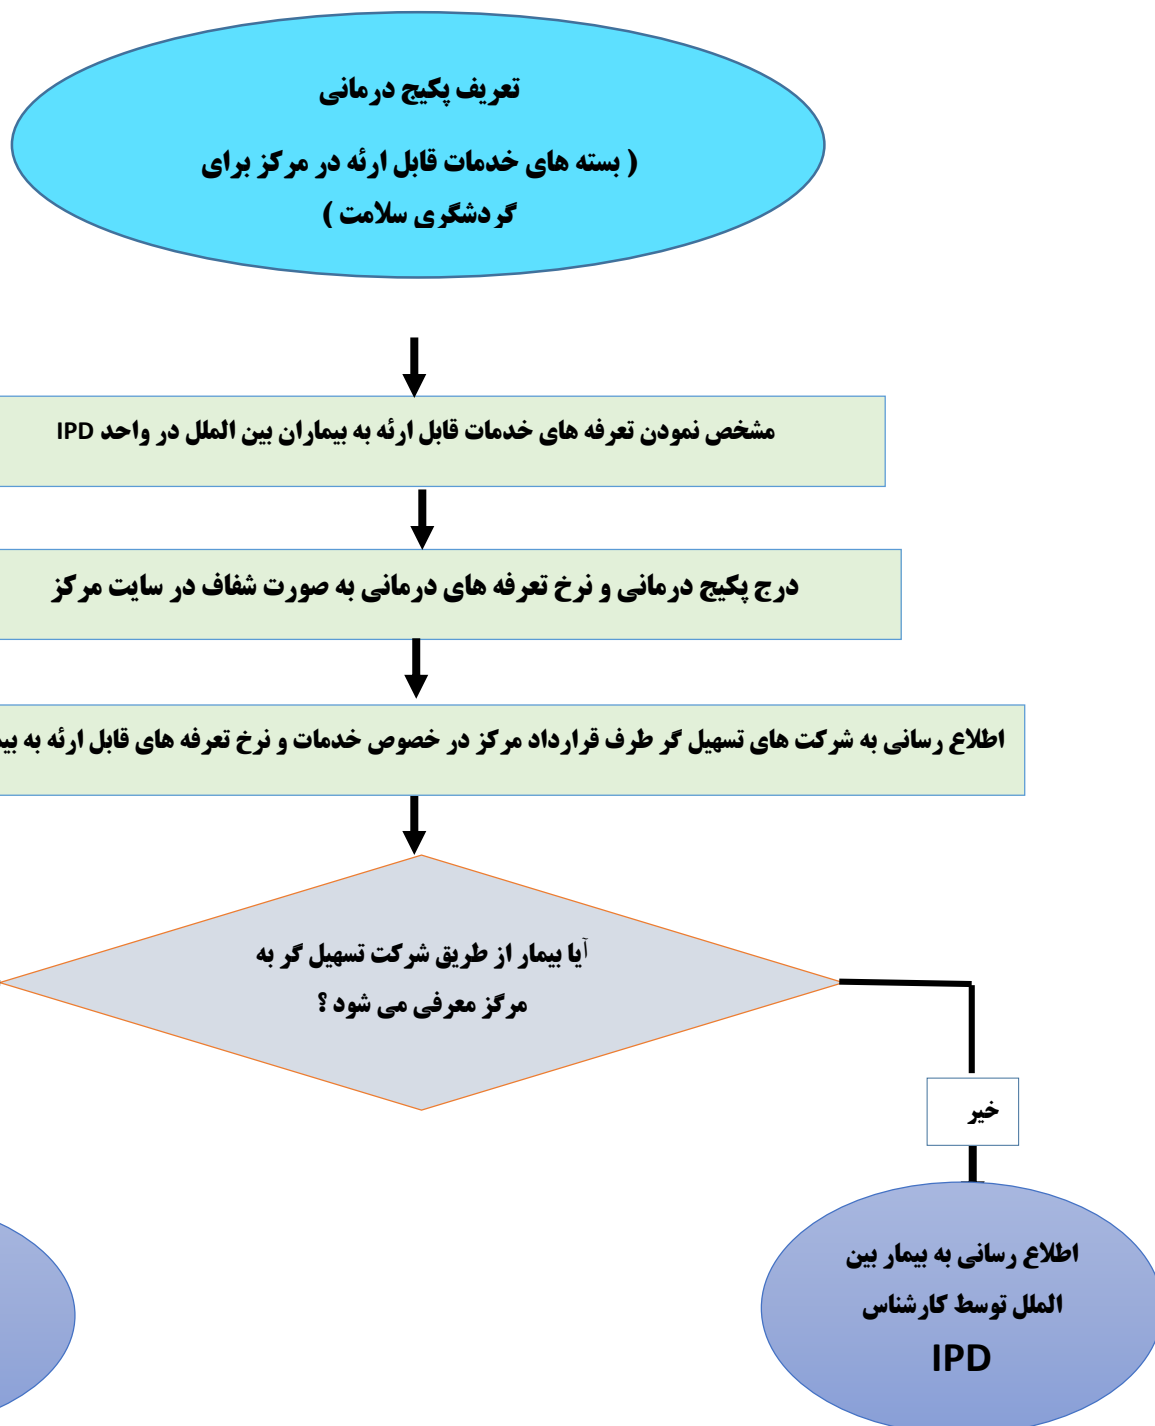 تعریف پکیج درمانی
( بسته های خدمات قابل ارئه در مرکز برای
گردشگری سلامت )
مشخص نمودن تعرفه های خدمات قابل ارئه به بیماران بین الملل در واحد IPD
درج پکیج درمانی و نرخ تعرفه های درمانی به صورت شفاف در سایت مرکز
اطلاع رسانی به شرکت های تسهیل گر طرف قرارداد مرکز در خصوص خدمات و نرخ تعرفه های قابل ارئه به
آیا بیمار از طریق شرکت تسهیل گر به
مرگز معرفی می شود ؟
خیر
اطلاع رسانی به بیمار بین
الملل توسط کارشناس
IPD